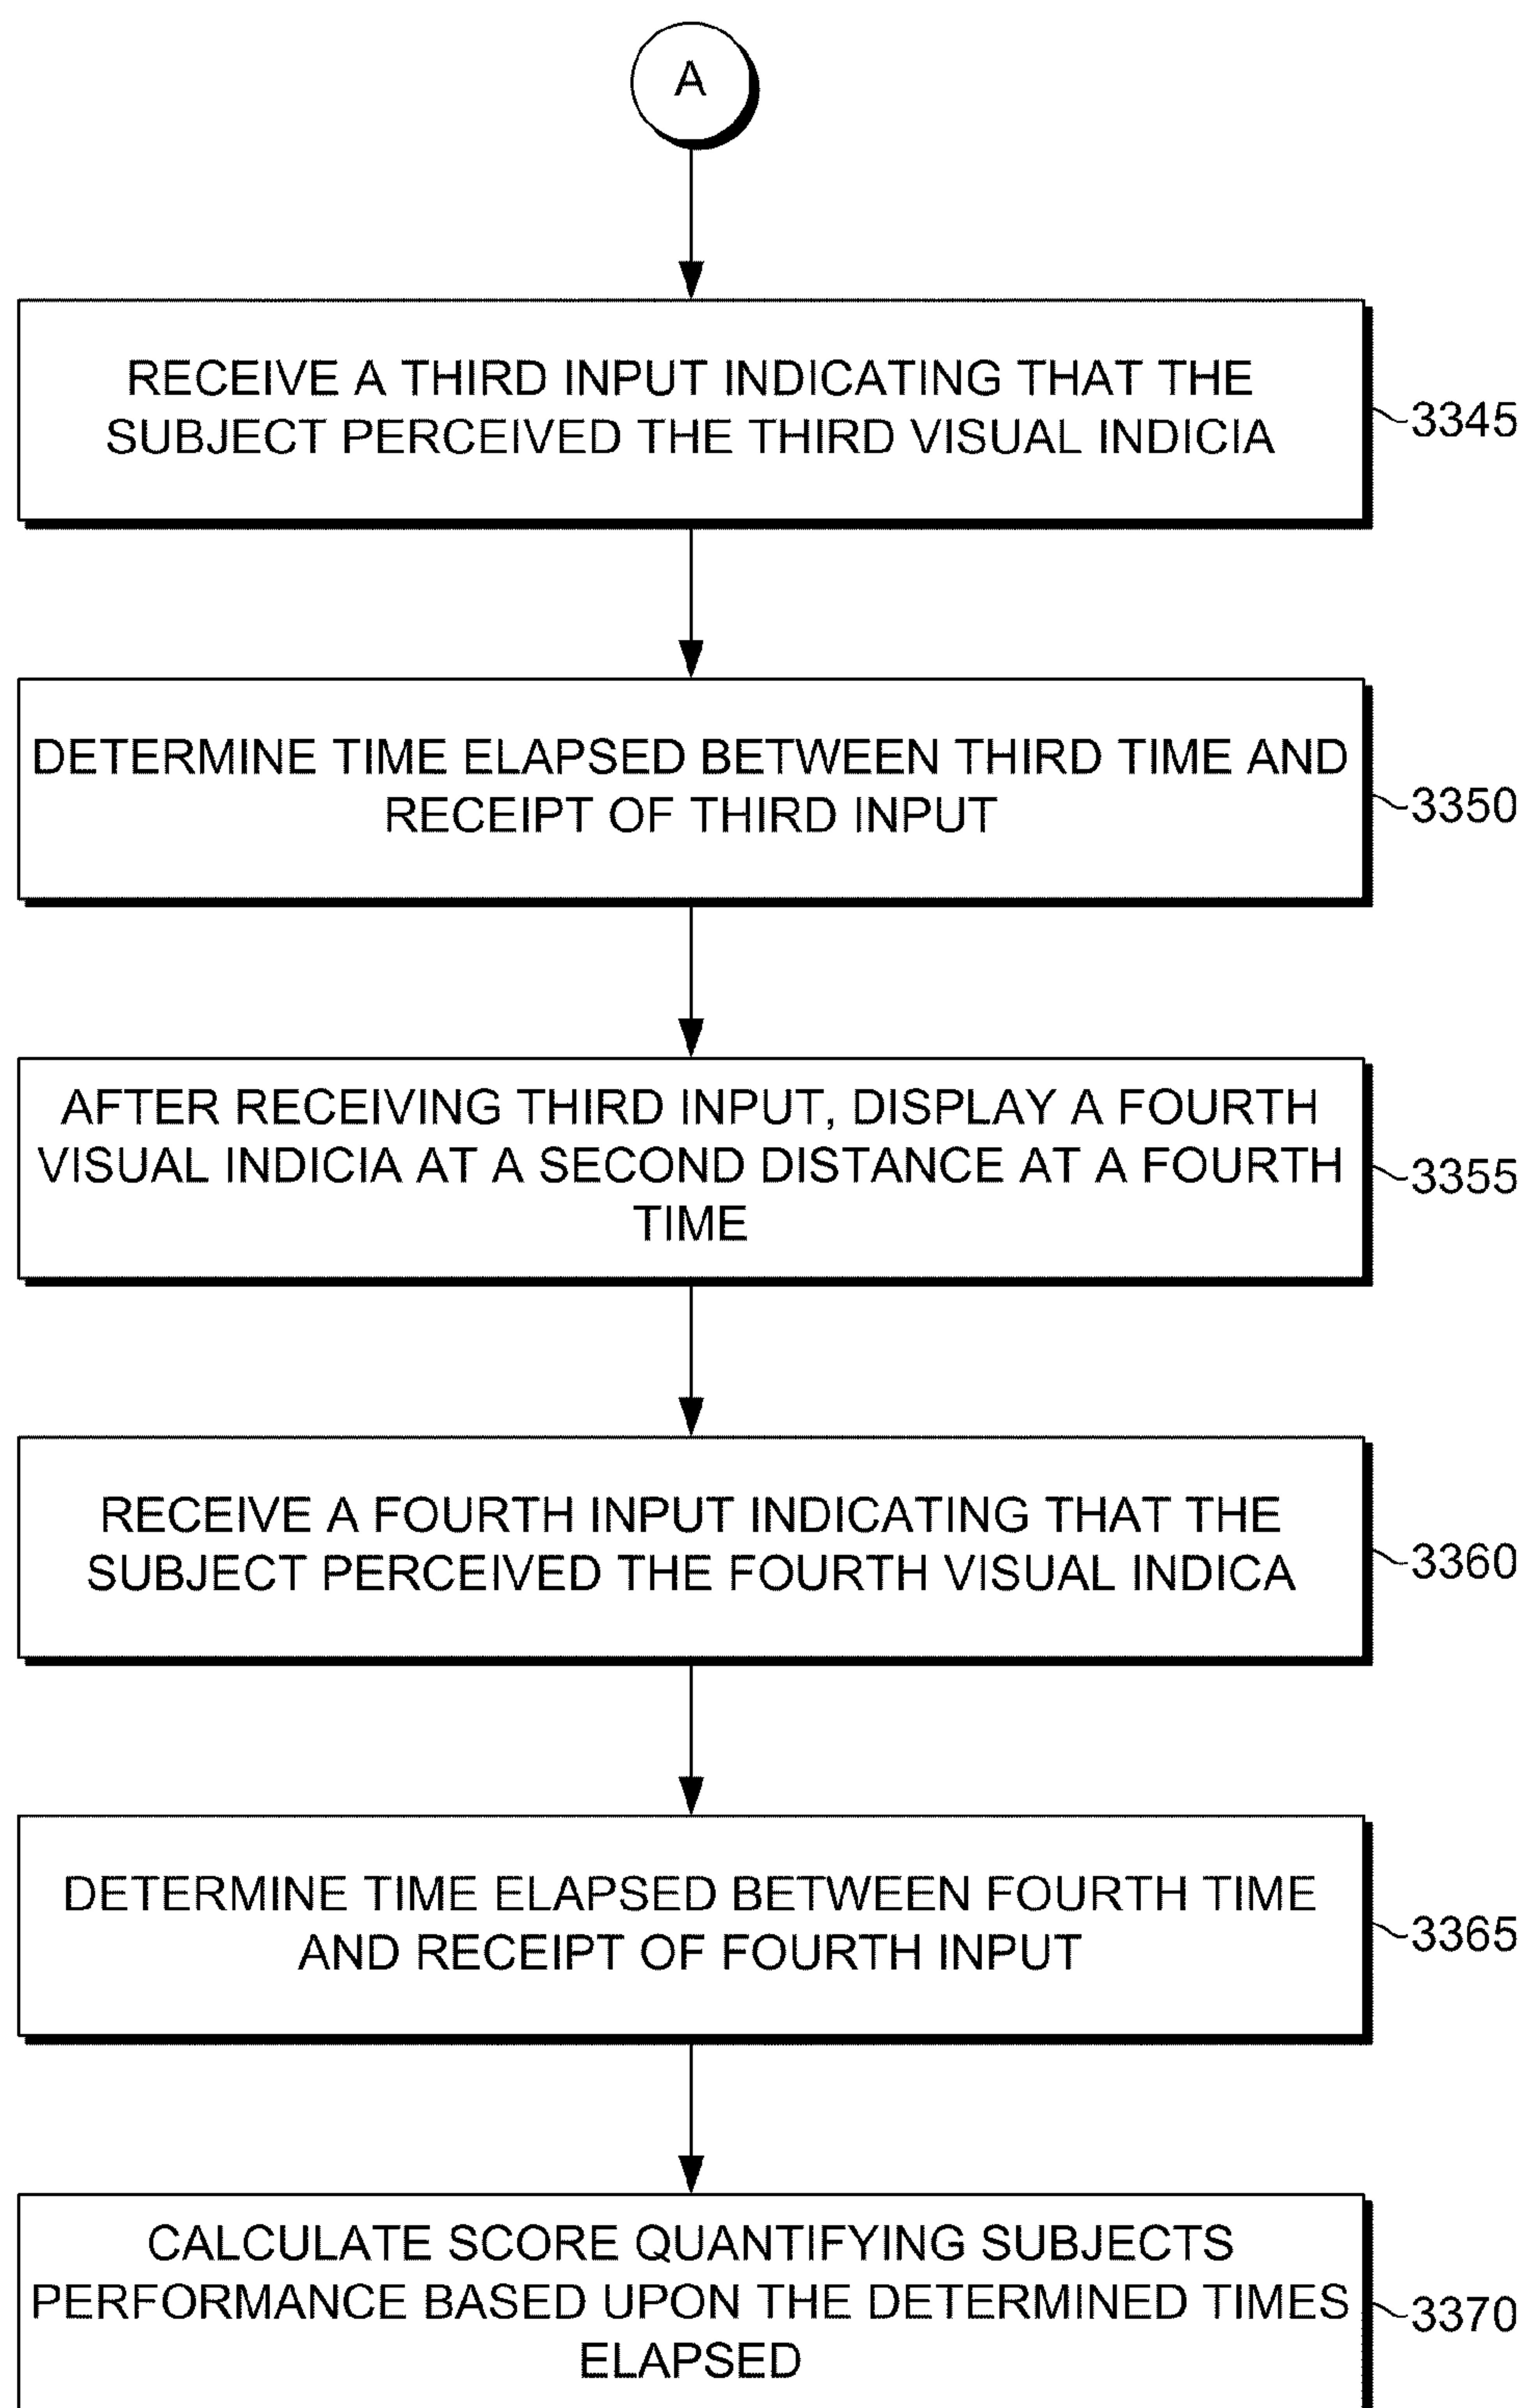 A
RECEIVE A THIRD INPUT INDICATING THAT THE
SUBJECT PERCEIVED THE THIRD VISUAL INDICIA
3345
DETERMINE TIME ELAPSED BETWEEN THIRD TIME AND
RECEIPT OF THIRD INPUT
3350
AFTER RECEIVING THIRD INPUT, DISPLAY A FOURTH
VISUAL INDICIA AT A SECOND DISTANCE AT A FOURTH
TIME
3355
RECEIVE A FOURTH INPUT INDICATING THAT THE
SUBJECT PERCEIVED THE FOURTH VISUAL INDICA
3360
DETERMINE TIME ELAPSED BETWEEN FOURTH TIME
AND RECEIPT OF FOURTH INPUT
3365
CALCULATE SCORE QUANTIFYING SUBJECTS
PERFORMANCE BASED UPON THE DETERMINED TIMES
ELAPSED
3370